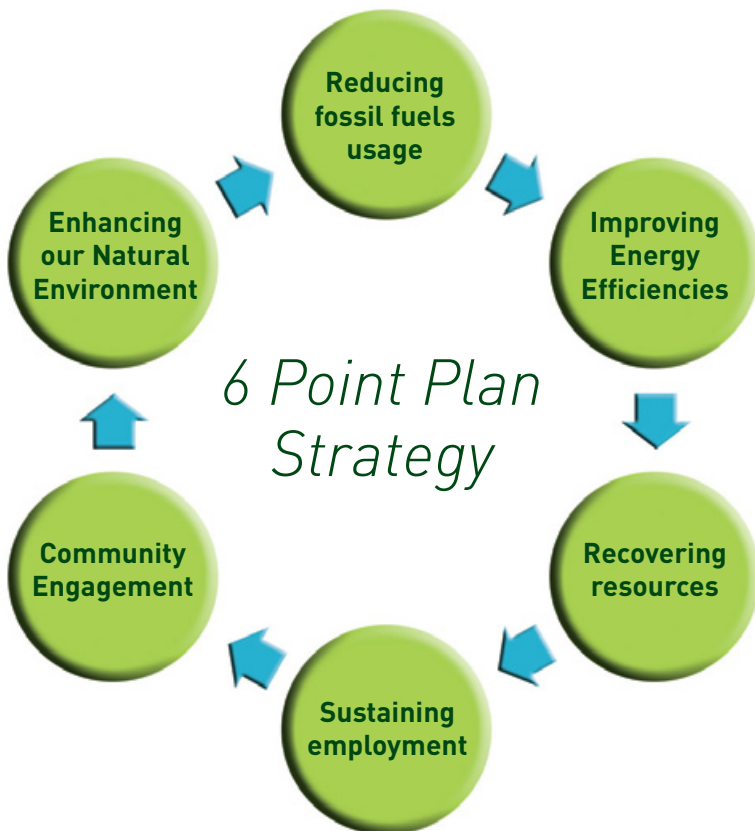 Reducing
fossil fuels
usage
Improving
Energy
Efficiencies
Recovering
resources
Sustaining
employment
Community
Engagement
Enhancing
our Natural
Environment
6 Point Plan
Strategy